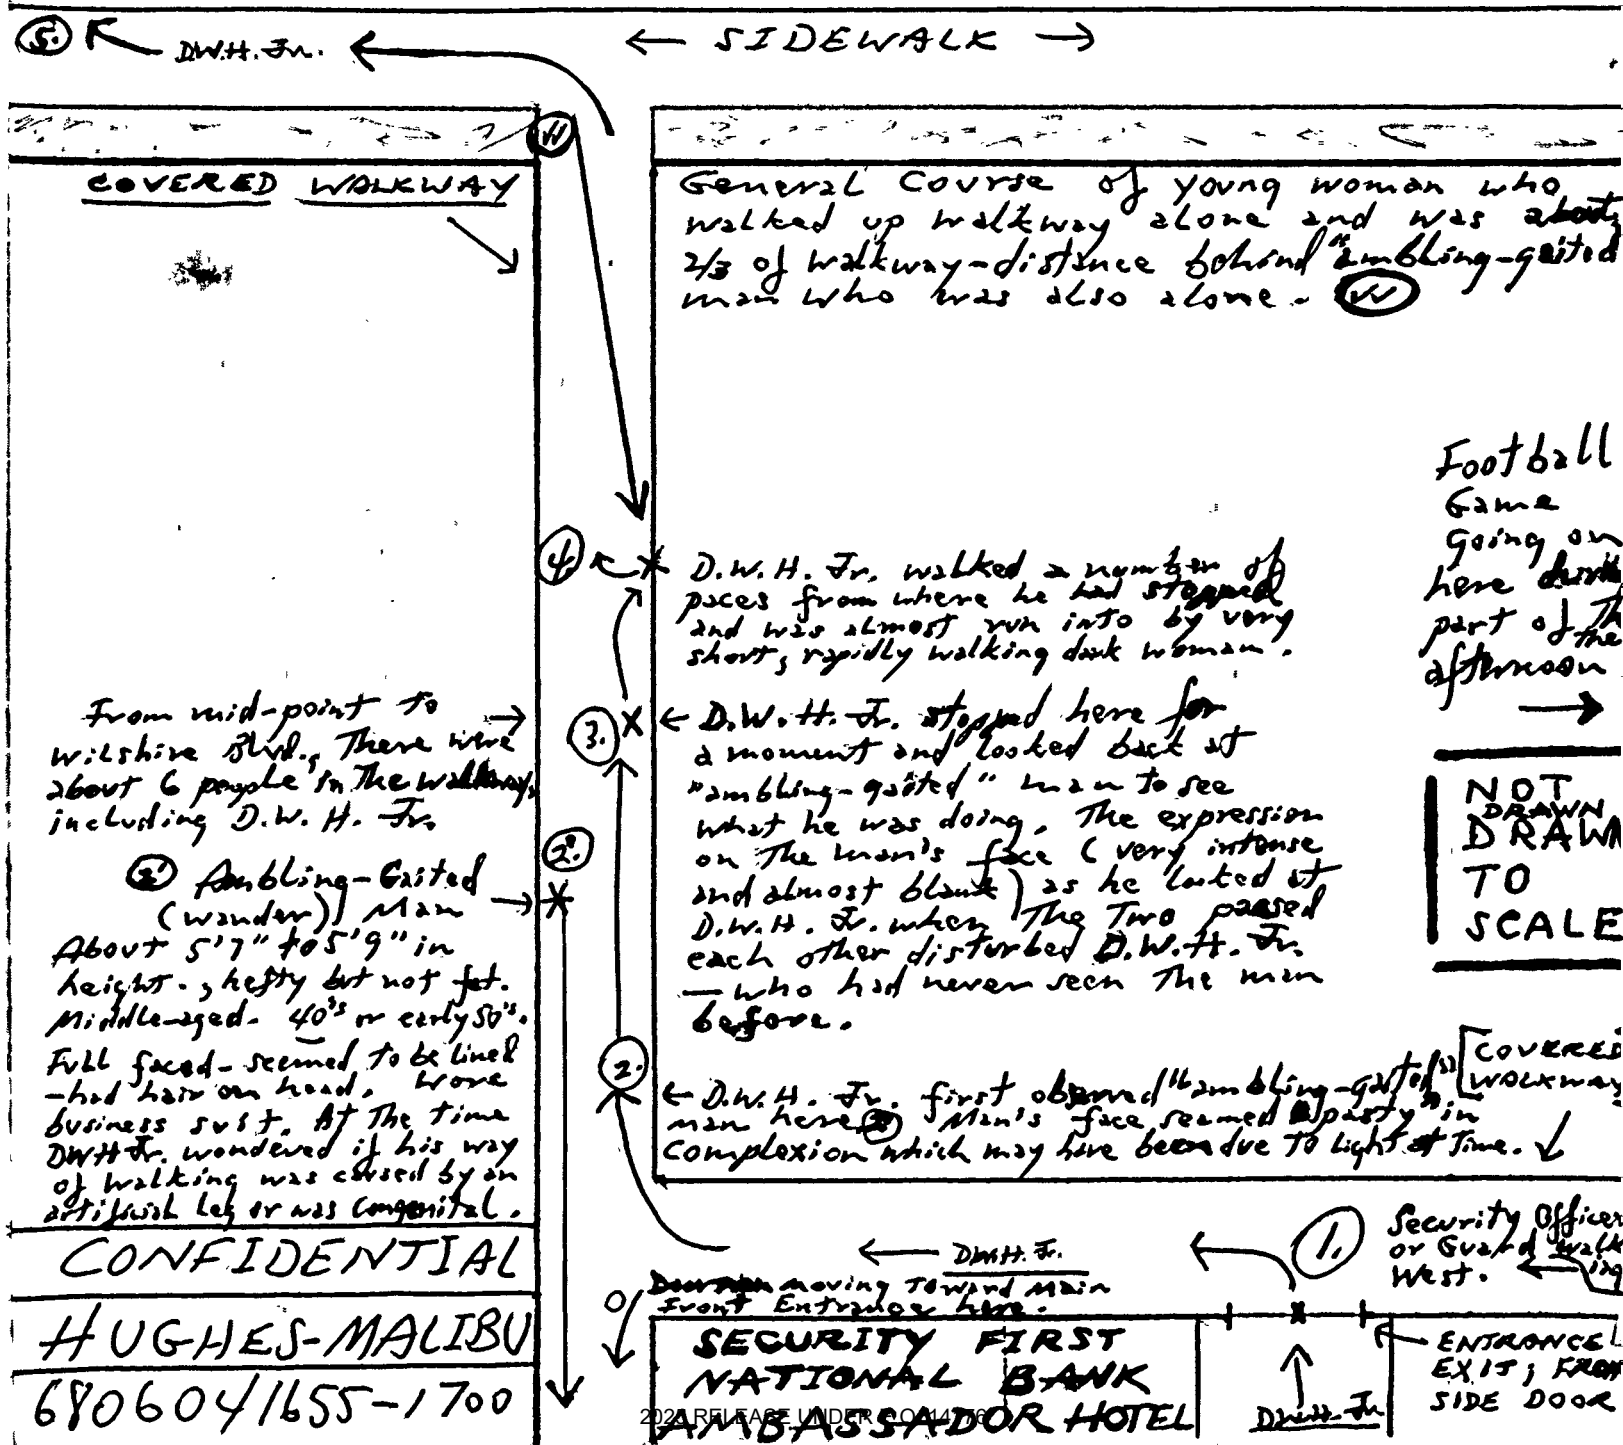 5. D.W.H. Jr. ← SIDEWALK →
W
COVERED WALKWAY
General Course of young woman who
walked up walkway alone and was about
2/3 of walkway-distance behind "ambling-gaited
man who was also alone. W
Football
Game
going on
here during
part of the
afternoon
4.
D.W.H. Jr. walked a number of
paces from where he had stopped
and was almost run into by very
short, rapidly walking dark woman.
From mid-point to
Wilshire Blvd., There were
about 6 people in the walkway,
including D.W.H. Jr.
3. X ← D.W.H. Jr. stopped here for
a moment and looked back at
"ambling-gaited" man to see
what he was doing. The expression
on the man's face (very intense
and almost blank) as he looked at
D.W.H. Jr. when The Two passed
each other disturbed D.W.H. Jr.
— who had never seen the man
before.
NOT
DRAWN
DRAWN
TO
SCALE
2'.
2' Ambling-Gaited
(wander) Man
About 5'7" to 5'9" in
height., hefty but not fat.
Middle-aged. 40's or early 50's.
Full faced - seemed to be lined
-had hair on head. Wore
business suit. At the time
DWH Jr. wondered if his way
of walking was caused by an
artificial leg or was congenital.
2.
← D.W.H. Jr. first observed "ambling-gaited"
man here Man's face seemed "pasty" in
complexion which may have been due to light at time.
COVERED
WALKWAY
CONFIDENTIAL
HUGHES-MALIBU
680604/1655-1700
← DWH. Jr.
moving toward Main
Front Entrance here.
1.
Security Officer
or Guard walking
West.
SECURITY FIRST
NATIONAL BANK
AMBASSADOR HOTEL
DWH. Jr.
ENTRANCE
EXIT; FROM
SIDE DOOR
RELEASE UNDER